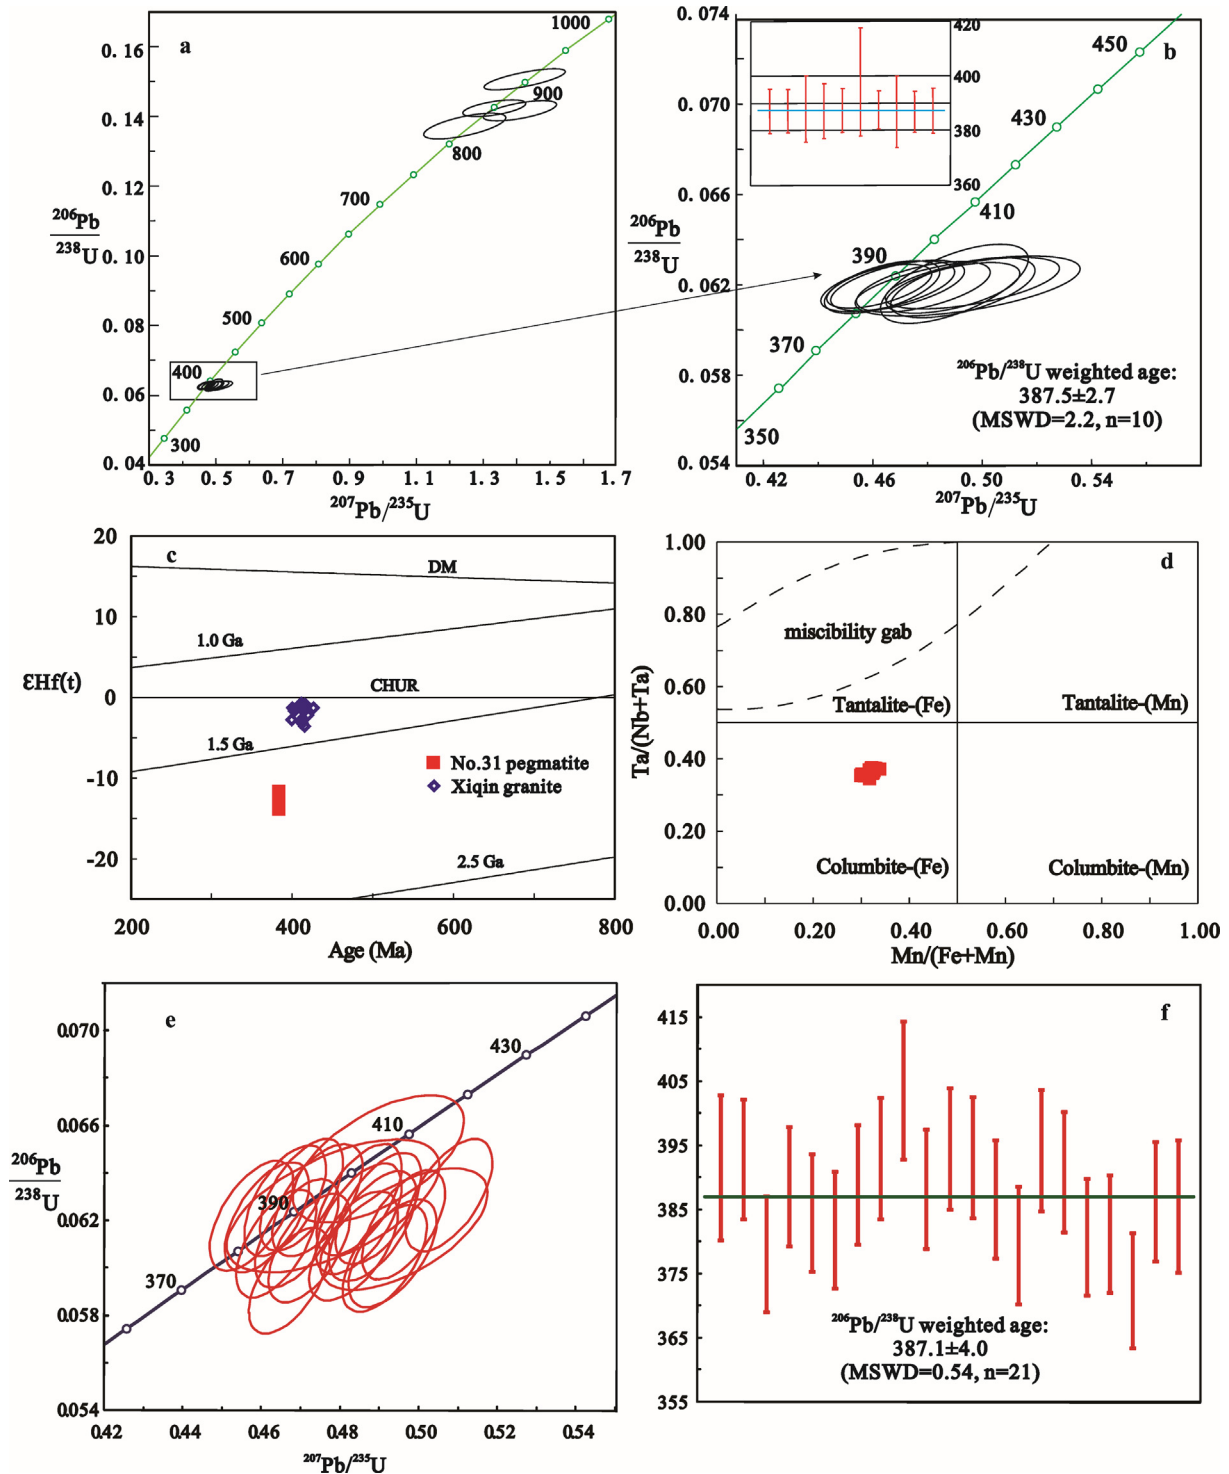 a
0. 16
0. 14
0. 12
0. 10
0. 08
0. 06
0. 04
206Pb
238U
1000
900
800
700
600
500
400
300
0. 3
0. 5
0. 7
0. 9
1. 1
1. 3
1. 5
1. 7
207Pb/235U
b
0. 074
0. 070
0. 066
0. 062
0. 058
0. 054
206Pb
238U
420
400
380
360
450
430
410
390
370
350
206Pb/238U weighted age:
387.5±2.7
(MSWD=2.2, n=10)
0. 42
0. 46
0. 50
0. 54
207Pb/235U
c
20
10
0
-10
-20
εHf(t)
DM
1.0 Ga
CHUR
1.5 Ga
No.31 pegmatite
Xiqin granite
2.5 Ga
200
400
600
800
Age (Ma)
d
1.00
0.80
0.60
0.40
0.20
0.00
Ta/(Nb+Ta)
miscibility gab
Tantalite-(Fe)
Tantalite-(Mn)
Columbite-(Fe)
Columbite-(Mn)
0.00
0.20
0.40
0.60
0.80
1.00
Mn/(Fe+Mn)
e
0.070
0.066
0.062
0.058
0.054
206Pb
238U
430
410
390
370
0.42
0.44
0.46
0.48
0.50
0.52
0.54
207Pb/235U
f
415
405
395
385
375
365
355
206Pb/238U weighted age:
387.1±4.0
(MSWD=0.54, n=21)